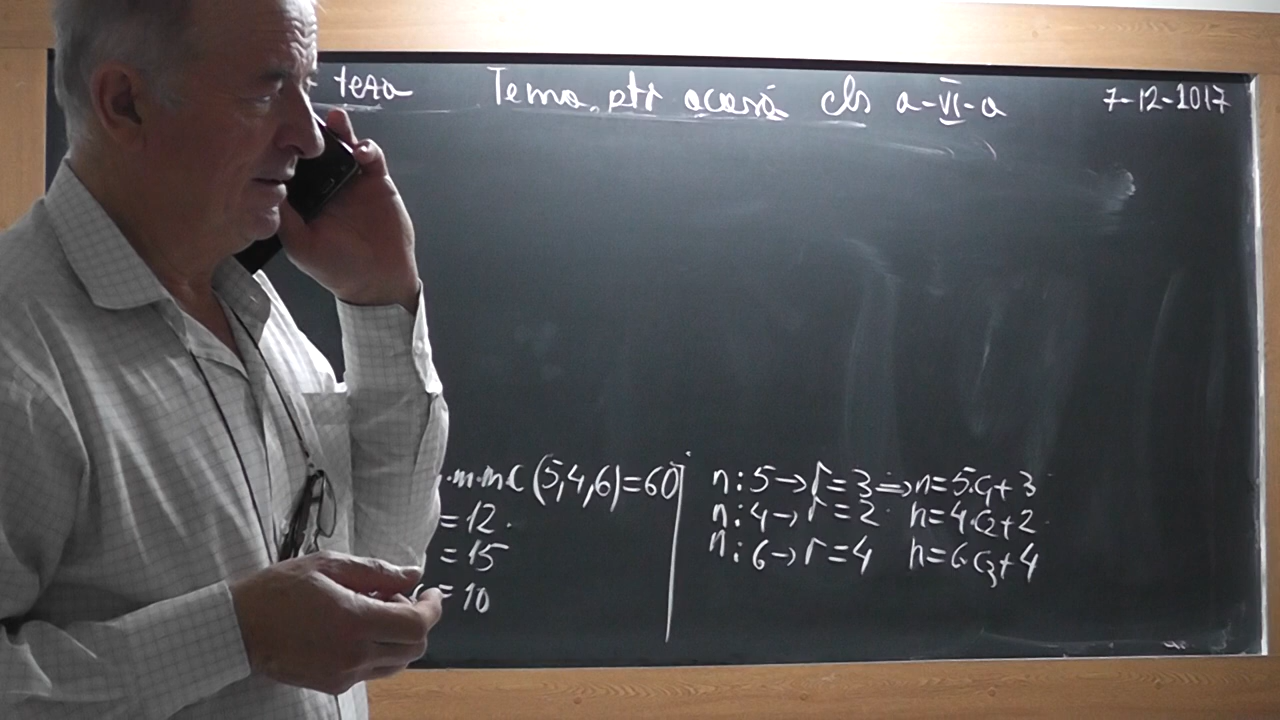 teza Tema ptr acasă cls a-VI-a 7-12-2017
.m.m.c (5,4,6)=60
=12.
=15
=10
n:5→r=3⇒n=5·c₁+3
n:4→r=2 n=4·c₂+2
n:6→r=4 n=6·c₃+4